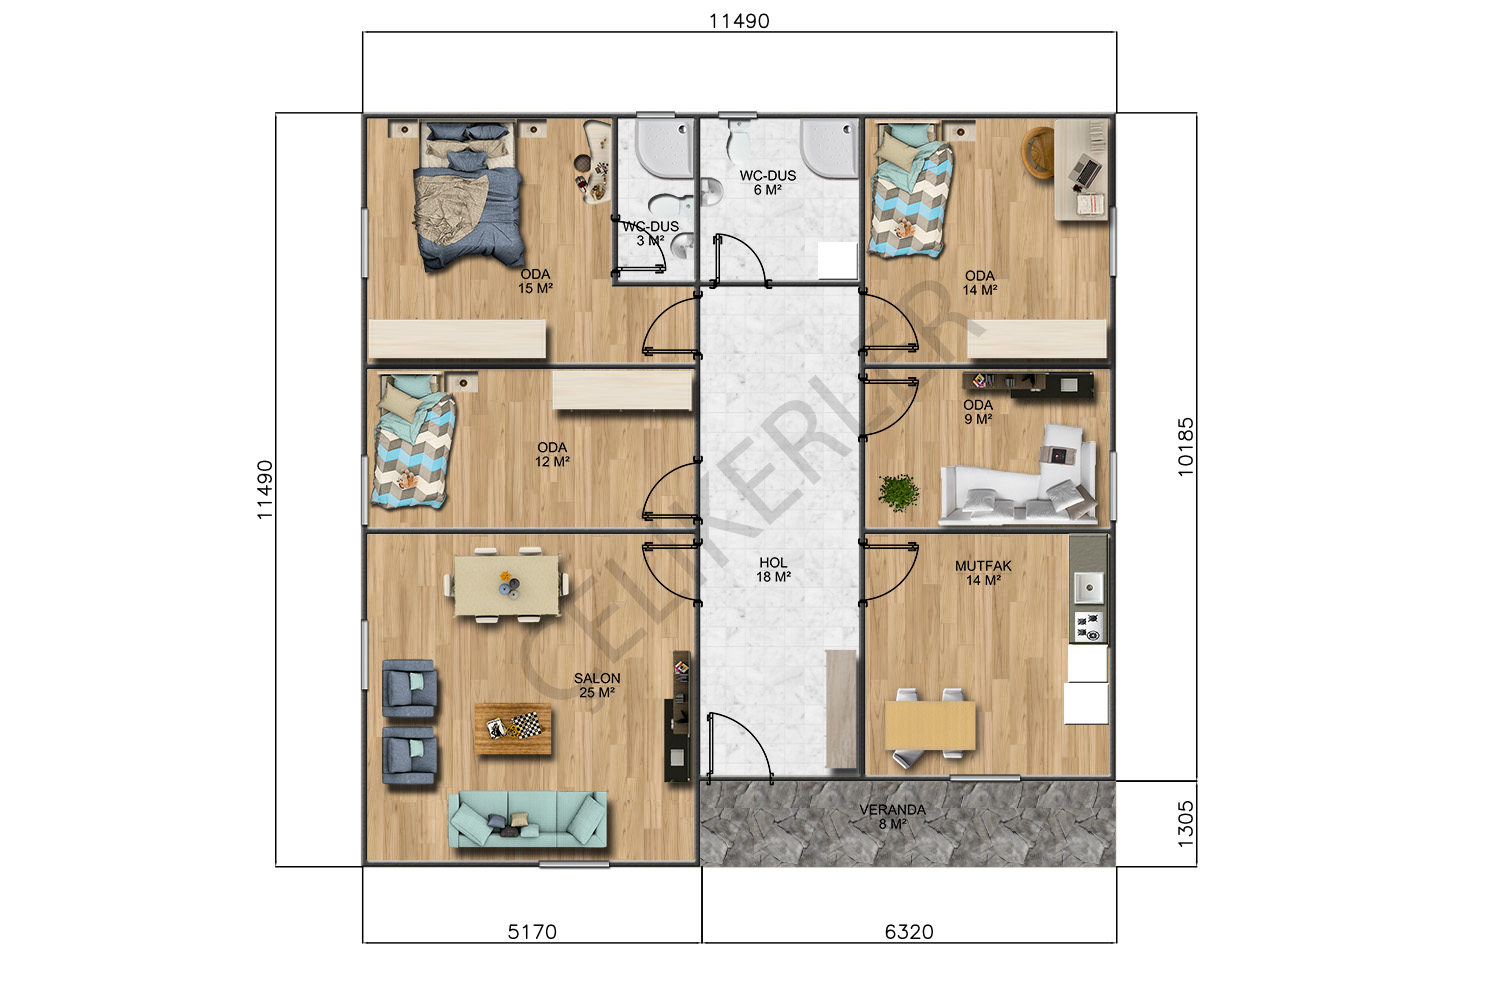 11490
WC-DUS
6 M²
WC-DUS
3 M²
ODA
15 M²
ODA
14 M²
ODA
9 M²
ODA
12 M²
10185
11490
HOL
18 M²
MUTFAK
14 M²
SALON
25 M²
ÇELİKERLER
VERANDA
8 M²
1305
5170
6320